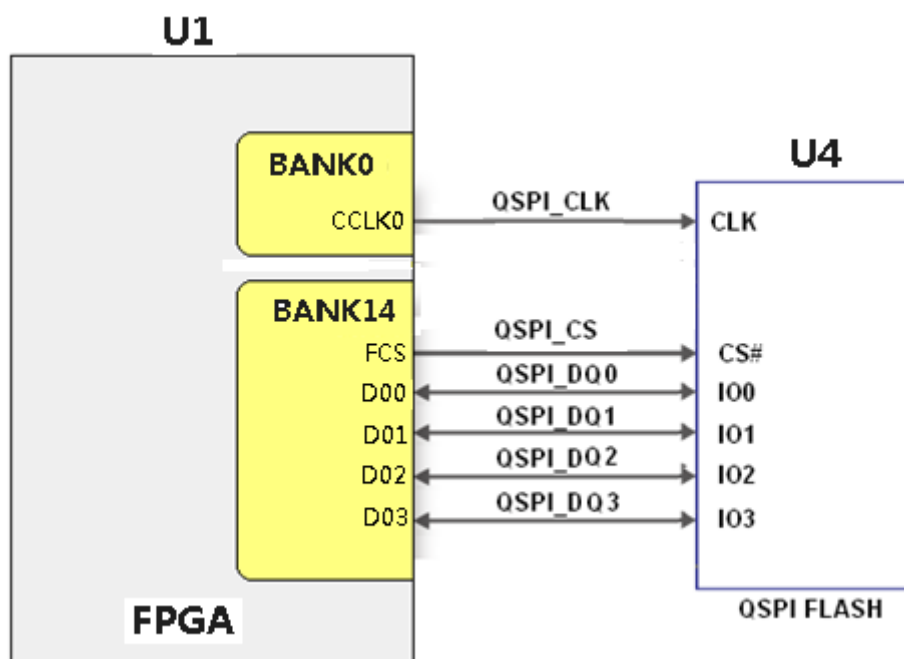 U1
U4
BANK0
QSPI_CLK
CCLK0
CLK
BANK14
QSPI_CS
FCS
CS#
QSPI_DQ0
D00
IO0
QSPI_DQ1
D01
IO1
QSPI_DQ2
D02
IO2
QSPI_DQ3
D03
IO3
FPGA
QSPI FLASH